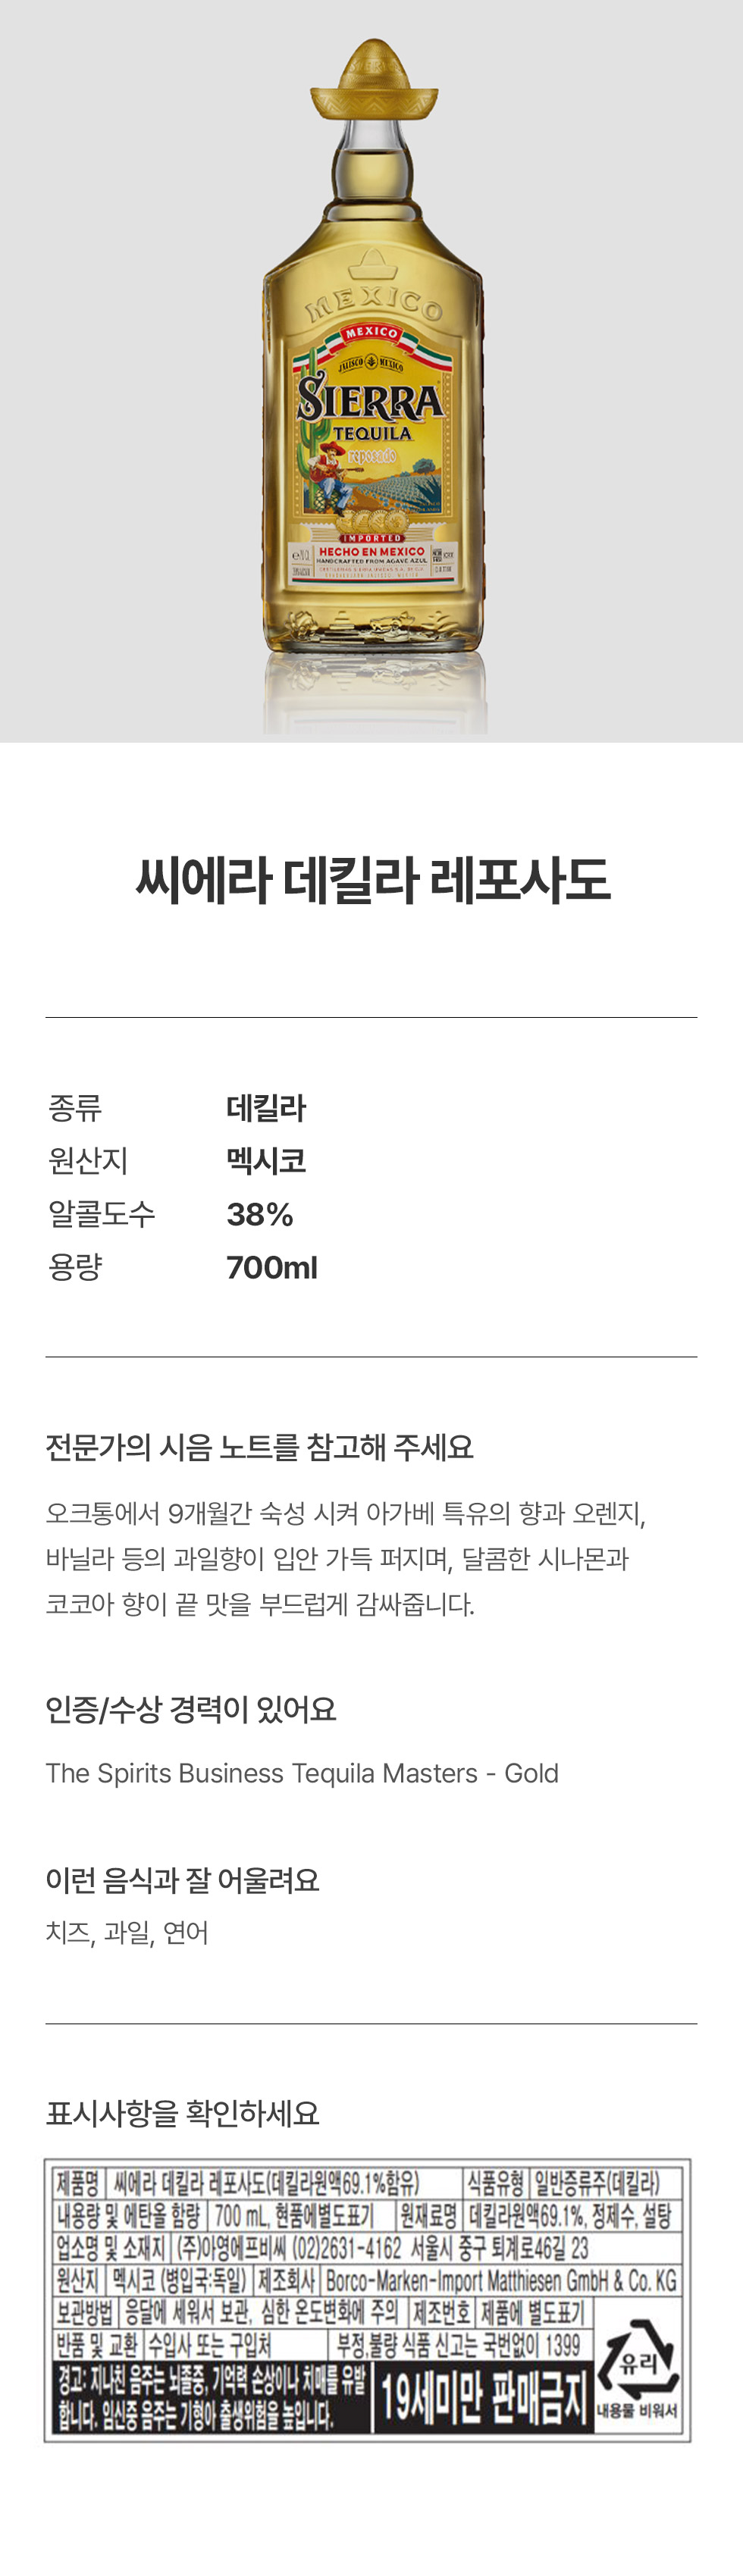 MEXICO
MEXICO
JALISCO MEXICO
SIERRA
TEQUILA
reposado
IMPORTED
HECHO EN MEXICO
HANDCRAFTED FROM AGAVE AZUL
씨에라 데킬라 레포사도
종류 데킬라
원산지 멕시코
알콜도수 38%
용량 700ml
전문가의 시음 노트를 참고해 주세요
오크통에서 9개월간 숙성 시켜 아가베 특유의 향과 오렌지,
바닐라 등의 과일향이 입안 가득 퍼지며, 달콤한 시나몬과
코코아 향이 끝 맛을 부드럽게 감싸줍니다.
인증/수상 경력이 있어요
The Spirits Business Tequila Masters - Gold
이런 음식과 잘 어울려요
치즈, 과일, 연어
표시사항을 확인하세요
제품명 씨에라 데킬라 레포사도(데킬라원액69.1%함유) 식품유형 일반증류주(데킬라)
내용량 및 에탄올 함량 700 mL, 현품에별도표기 원재료명 데킬라원액69.1%, 정제수, 설탕
업소명 및 소재지 (주)아영에프비씨 (02)2631-4162 서울시 중구 퇴계로46길 23
원산지 멕시코 (병입국:독일) 제조회사 Borco-Marken-Import Matthiesen GmbH & Co. KG
보관방법 응달에 세워서 보관, 심한 온도변화에 주의 제조번호 제품에 별도표기
반품 및 교환 수입사 또는 구입처 부정,불량 식품 신고는 국번없이 1399
경고: 지나친 음주는 뇌졸중, 기억력 손상이나 치매를 유발
합니다. 임신중 음주는 기형아 출생위험을 높입니다.
19세미만 판매금지
유리
내용물 비워서